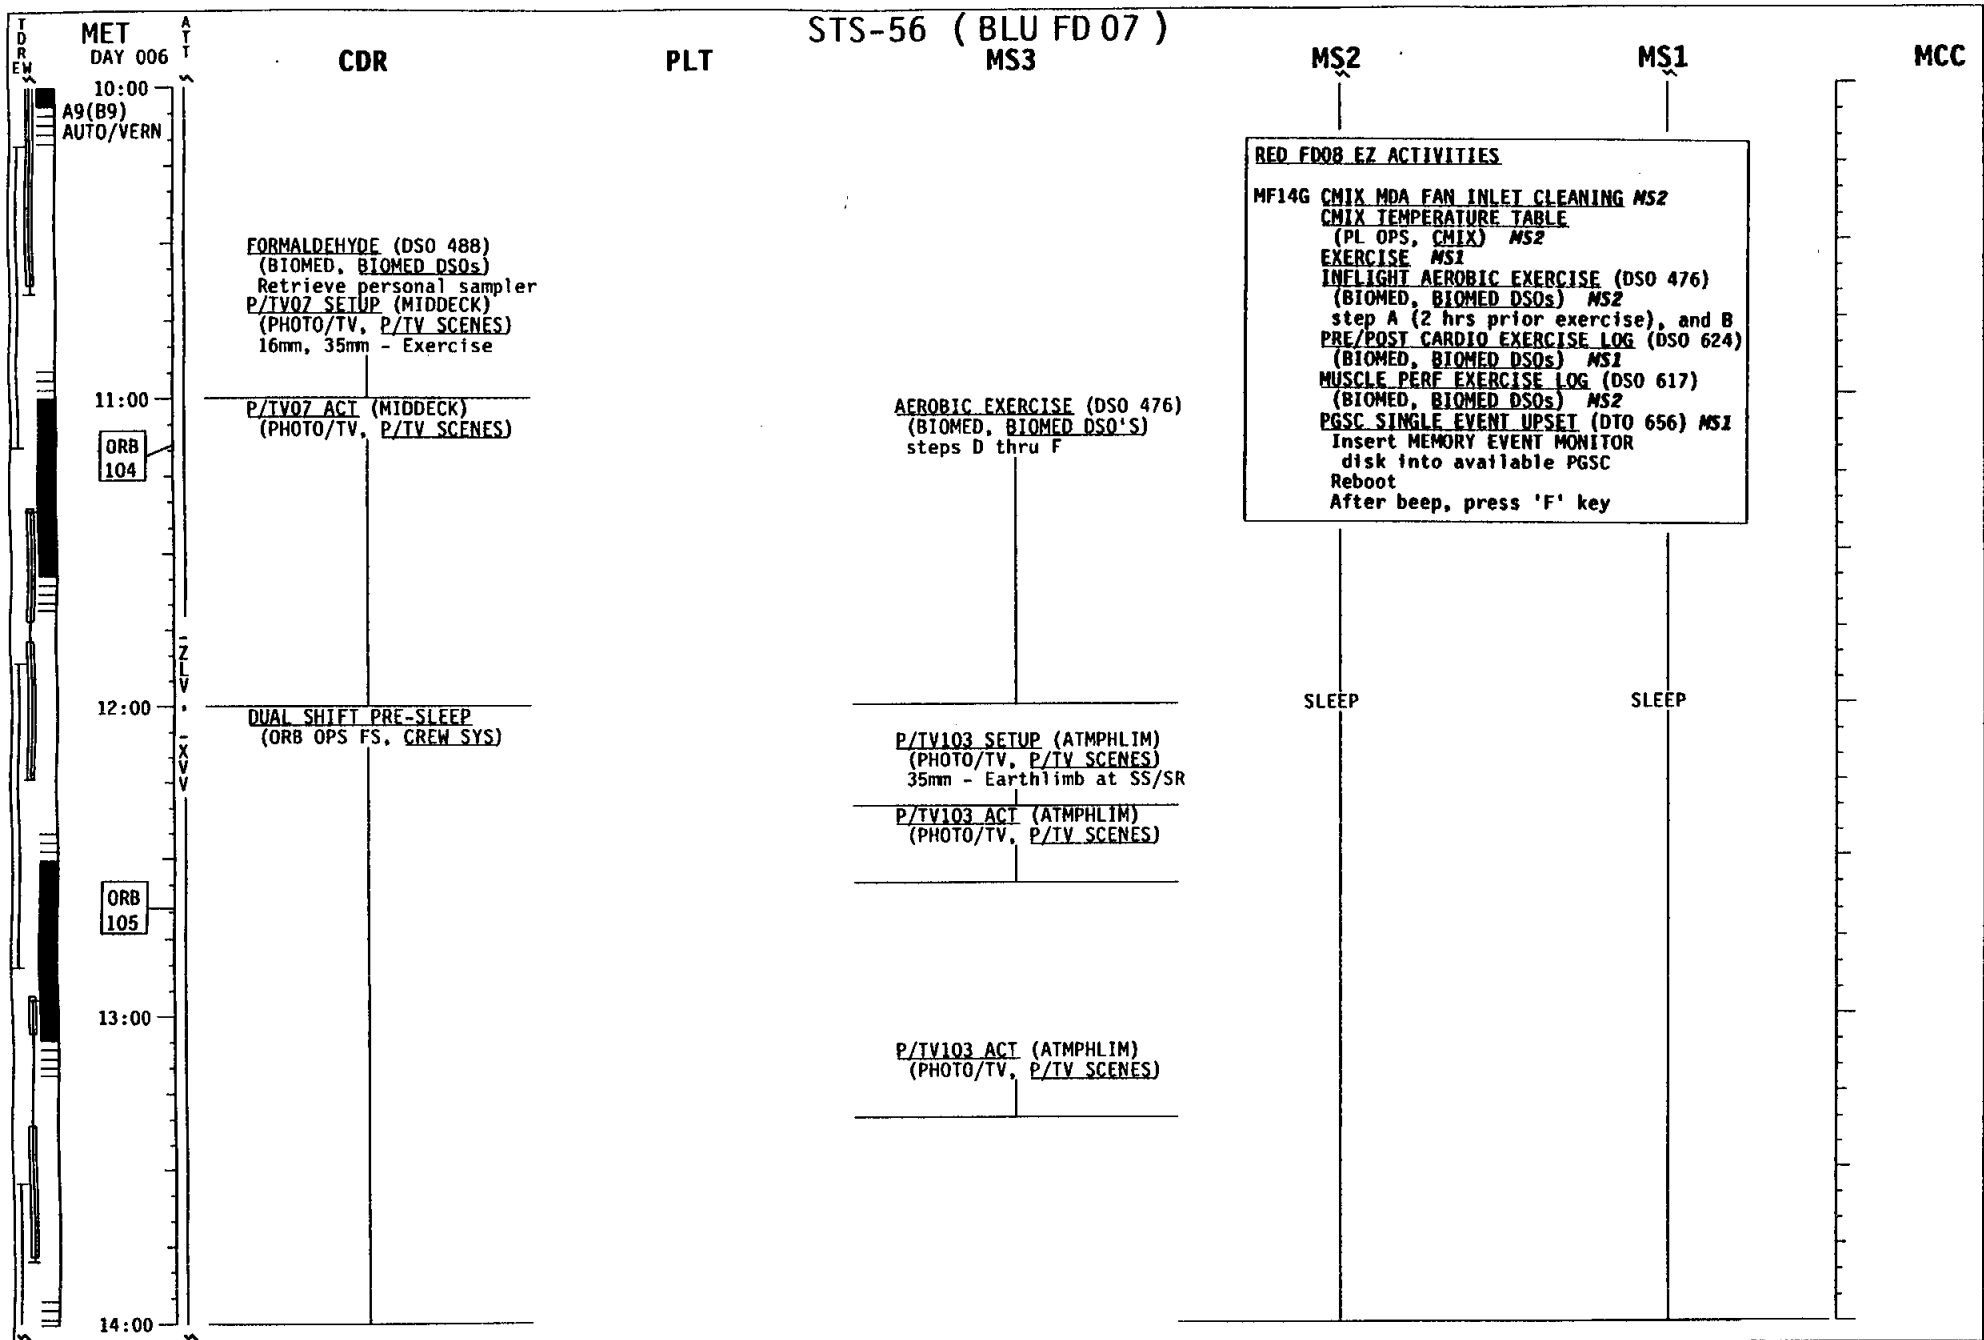 STS-56 ( BLU FD 07 )
TDRW
E
MET
DAY 006
ATT
CDR
PLT
MS3
MS2
MS1
MCC
10:00
A9(B9)
AUTO/VERN
11:00
ORB
104
-ZLV, -XVV
12:00
ORB
105
13:00
14:00
FORMALDEHYDE (DSO 488)
(BIOMED, BIOMED DSOs)
Retrieve personal sampler
P/TV07 SETUP (MIDDECK)
(PHOTO/TV, P/TV SCENES)
16mm, 35mm - Exercise
P/TV07 ACT (MIDDECK)
(PHOTO/TV, P/TV SCENES)
DUAL SHIFT PRE-SLEEP
(ORB OPS FS, CREW SYS)
AEROBIC EXERCISE (DSO 476)
(BIOMED, BIOMED DSO'S)
steps D thru F
P/TV103 SETUP (ATMPHLIM)
(PHOTO/TV, P/TV SCENES)
35mm - Earthlimb at SS/SR
P/TV103 ACT (ATMPHLIM)
(PHOTO/TV, P/TV SCENES)
P/TV103 ACT (ATMPHLIM)
(PHOTO/TV, P/TV SCENES)
RED FD08 EZ ACTIVITIES
MF14G CMIX MDA FAN INLET CLEANING MS2
CMIX TEMPERATURE TABLE
(PL OPS, CMIX) MS2
EXERCISE MS1
INFLIGHT AEROBIC EXERCISE (DSO 476)
(BIOMED, BIOMED DSOs) MS2
step A (2 hrs prior exercise), and B
PRE/POST CARDIO EXERCISE LOG (DSO 624)
(BIOMED, BIOMED DSOs) MS1
MUSCLE PERF EXERCISE LOG (DSO 617)
(BIOMED, BIOMED DSOs) MS2
PGSC SINGLE EVENT UPSET (DTO 656) MS1
Insert MEMORY EVENT MONITOR
disk into available PGSC
Reboot
After beep, press 'F' key
SLEEP
SLEEP